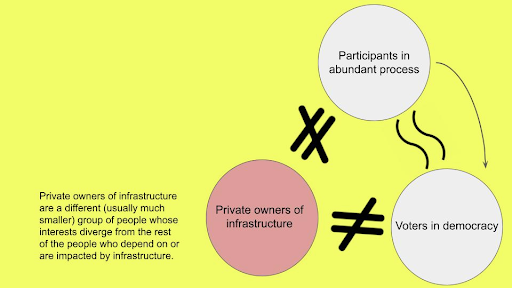 Participants in
abundant process
Private owners of infrastructure
are a different (usually much
smaller) group of people whose
interests diverge from the rest
of the people who depend on or
are impacted by infrastructure.
Private owners of
infrastructure
Voters in democracy